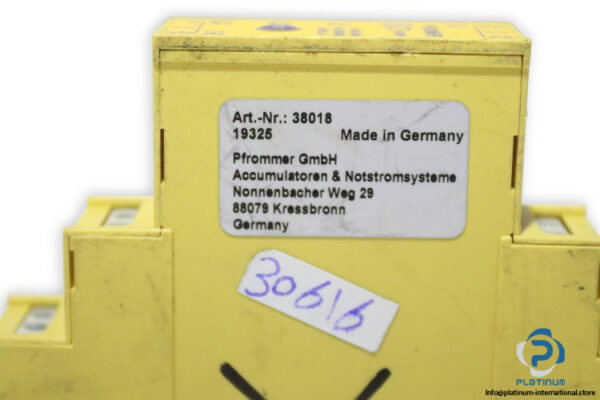 Art.-Nr.: 38018
19325 Made in Germany
Pfrommer GmbH
Accumulatoren & Notstromsysteme
Nonnenbacher Weg 29
88079 Kressbronn
Germany
30616
PLATINUM
info@platinum-international.store